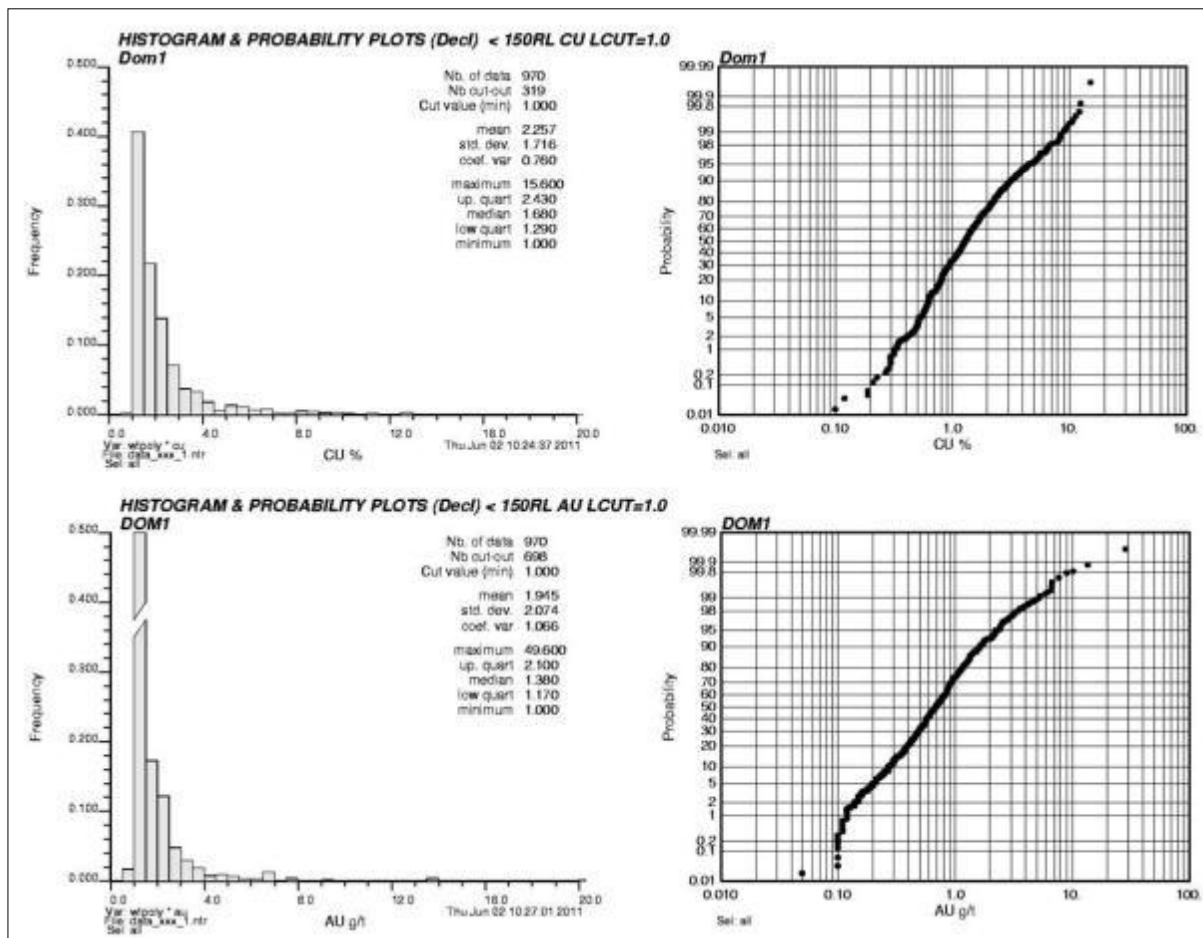 HISTOGRAM & PROBABILITY PLOTS (Decl) < 150RL CU LCUT=1.0
Dom1
Nb. of data 970
Nb cut-out 319
Cut value (min) 1.000
mean 2.257
std. dev. 1.716
coef. var 0.760
maximum 15.600
up. quart 2.430
median 1.680
low quart 1.290
minimum 1.000
Frequency
0.500
0.400
0.300
0.200
0.100
0.000
0.0 4.0 8.0 12.0 16.0 20.0
CU %
Var: wtpoly * cu
File: data_xxx_1.ntr
Sel: all
Thu Jun 02 10:24:37 2011
Dom1
Probability
99.99
99.9
99.8
99
98
95
90
80
70
60
50
40
30
20
10
5
2
1
0.2
0.1
0.01
0.010 0.10 1.0 10. 100.
CU %
Sel: all
HISTOGRAM & PROBABILITY PLOTS (Decl) < 150RL AU LCUT=1.0
DOM1
Nb. of data 970
Nb cut-out 698
Cut value (min) 1.000
mean 1.945
std. dev. 2.074
coef. var 1.066
maximum 49.600
up. quart 2.100
median 1.380
low quart 1.170
minimum 1.000
Frequency
0.500
0.400
0.300
0.200
0.100
0.000
0.0 4.0 8.0 12.0 16.0 20.0
AU g/t
Var: wtpoly * au
File: data_xxx_1.ntr
Sel: all
Thu Jun 02 10:27:01 2011
DOM1
Probability
99.99
99.9
99.8
99
98
95
90
80
70
60
50
40
30
20
10
5
2
1
0.2
0.1
0.01
0.010 0.10 1.0 10. 100.
AU g/t
Sel: all